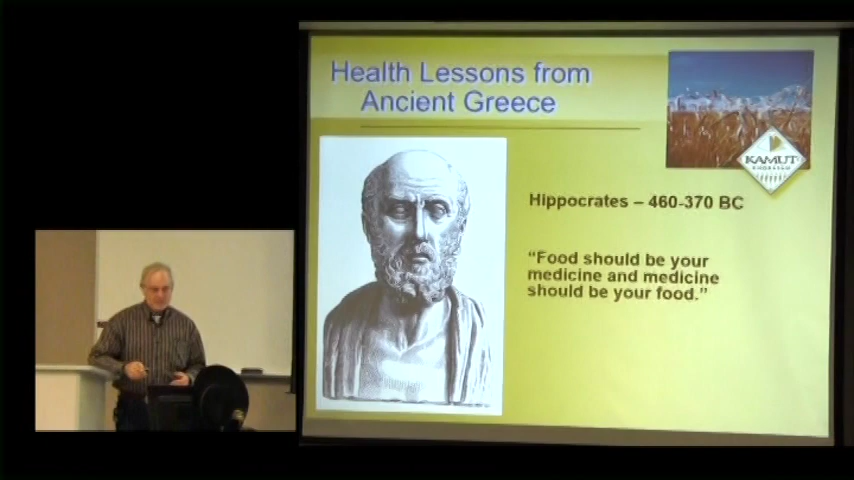 Health Lessons from
Ancient Greece
KAMUT
KHORASAN
Hippocrates – 460-370 BC
“Food should be your
medicine and medicine
should be your food.”